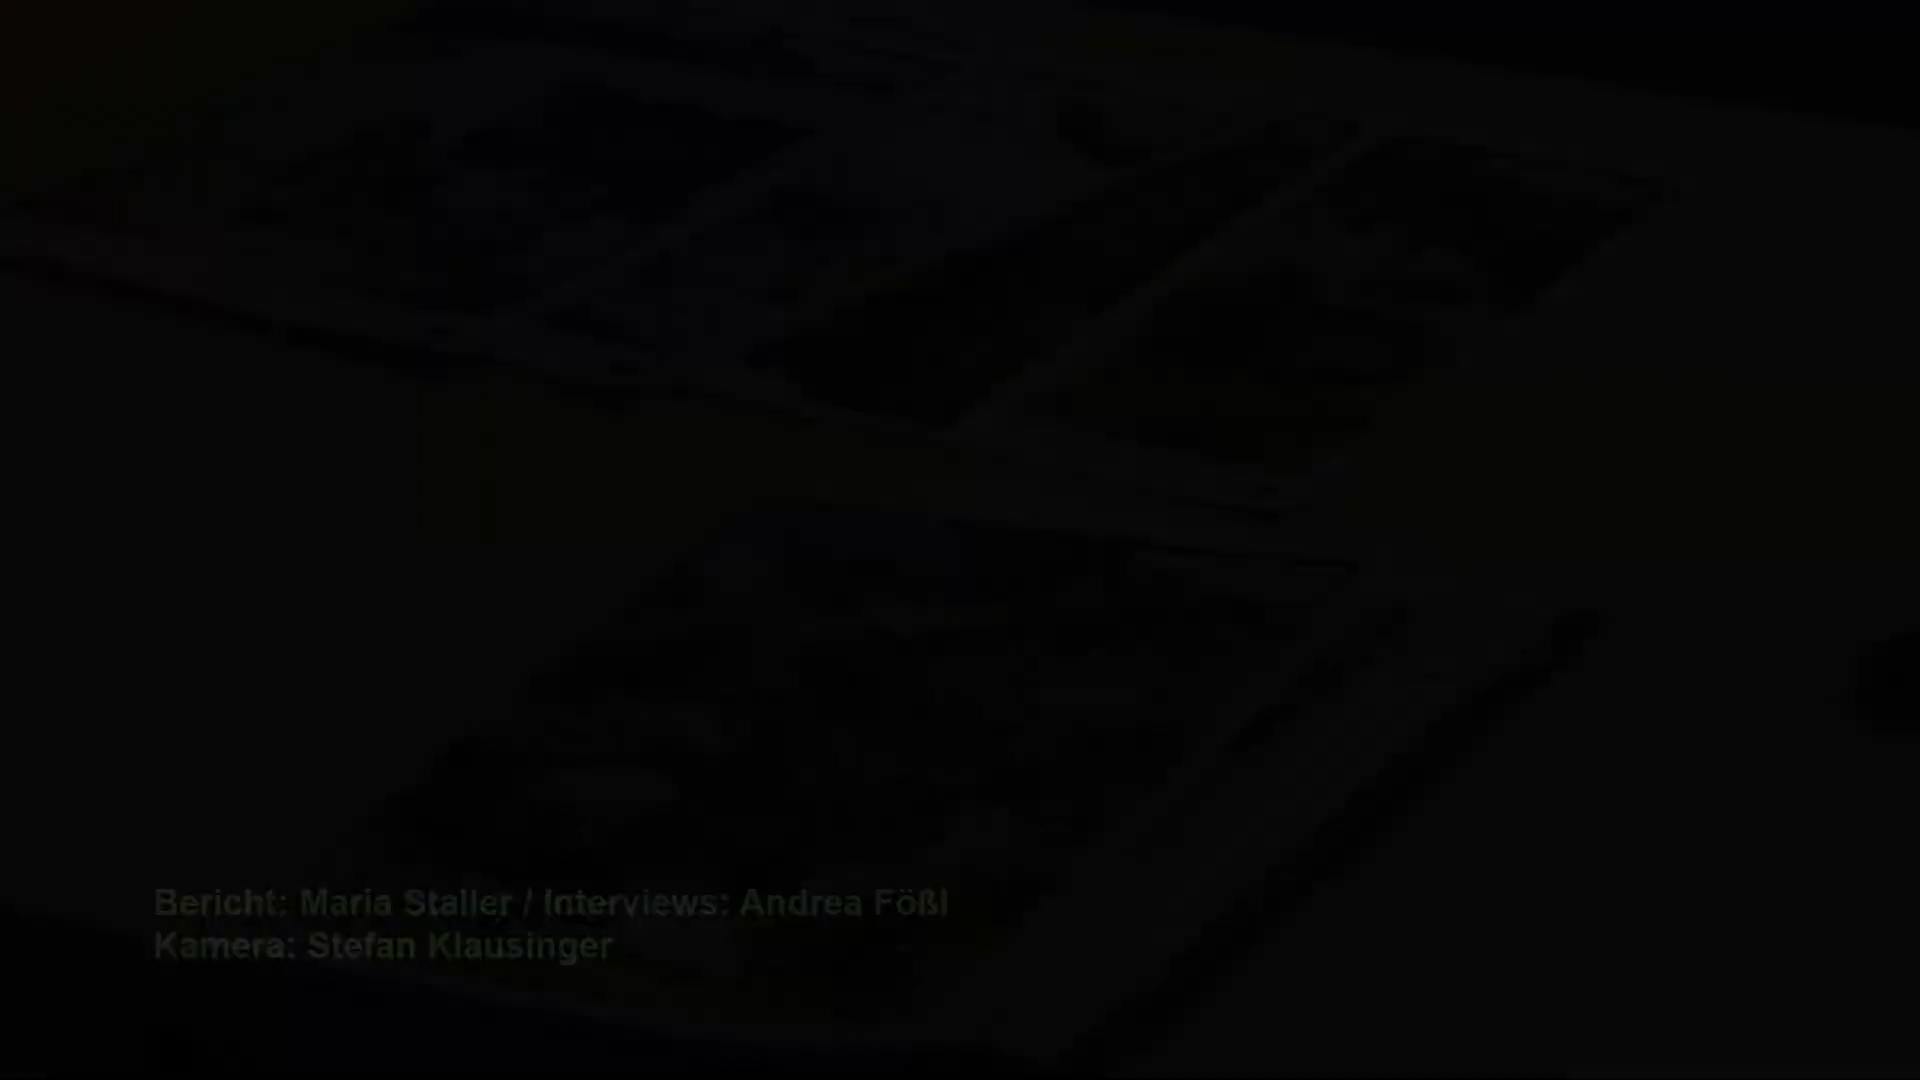 Bericht: Maria Staller / Interviews: Andrea Fößl
Kamera: Stefan Klausinger